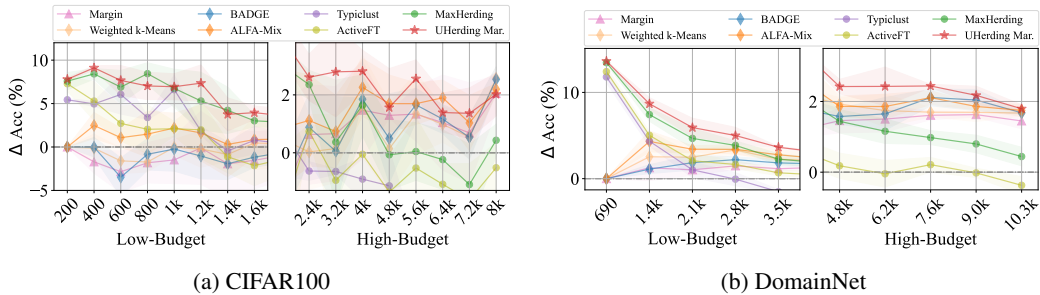 Margin BADGE Typiclust MaxHerding
Weighted k-Means ALFA-Mix ActiveFT UHerding Mar.
Δ Acc (%)
10
5
0
−5
200 400 600 800 1k 1.2k 1.4k 1.6k
Low-Budget
2
0
2.4k 3.2k 4k 4.8k 5.6k 6.4k 7.2k 8k
High-Budget
(a) CIFAR100
Margin BADGE Typiclust MaxHerding
Weighted k-Means ALFA-Mix ActiveFT UHerding Mar.
Δ Acc (%)
10
0
690 1.4k 2.1k 2.8k 3.5k
Low-Budget
2
0
4.8k 6.2k 7.6k 9.0k 10.3k
High-Budget
(b) DomainNet